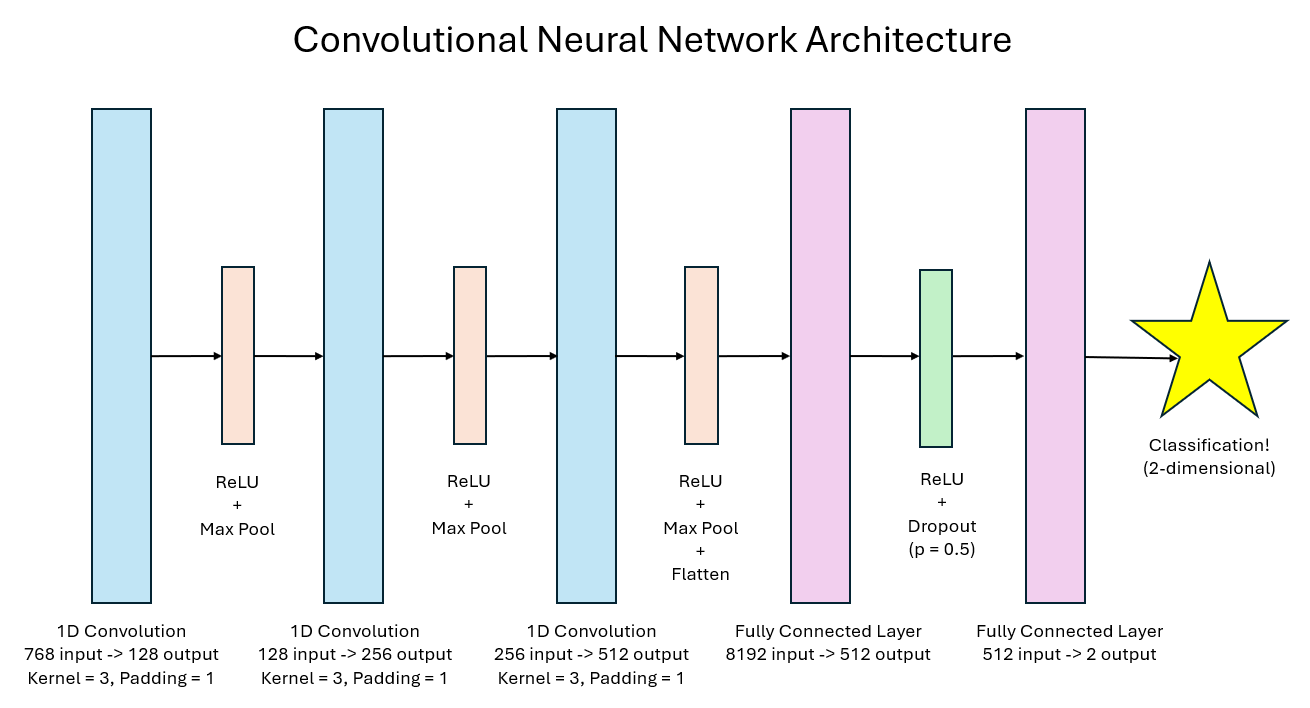 Convolutional Neural Network Architecture
ReLU
+
Max Pool
ReLU
+
Max Pool
ReLU
+
Max Pool
+
Flatten
ReLU
+
Dropout
(p = 0.5)
Classification!
(2-dimensional)
1D Convolution
768 input -> 128 output
Kernel = 3, Padding = 1
1D Convolution
128 input -> 256 output
Kernel = 3, Padding = 1
1D Convolution
256 input -> 512 output
Kernel = 3, Padding = 1
Fully Connected Layer
8192 input -> 512 output
Fully Connected Layer
512 input -> 2 output